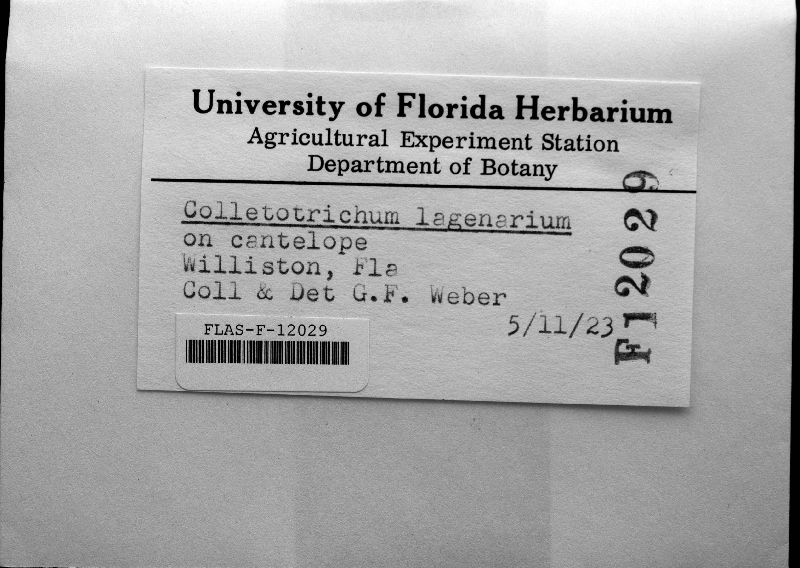 University of Florida Herbarium
Agricultural Experiment Station
Department of Botany
Colletotrichum lagenarium
on cantelope
Williston, Fla
Coll & Det G.F. Weber
5/11/23
F12029
FLAS-F-12029